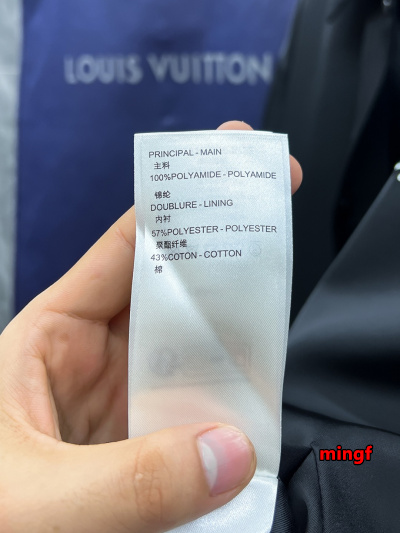 LOUIS VUITTON
PRINCIPAL - MAIN
主料
100%POLYAMIDE - POLYAMIDE
锦纶
DOUBLURE - LINING
内衬
57%POLYESTER - POLYESTER
聚酯纤维
43%COTON - COTTON
棉
mingf